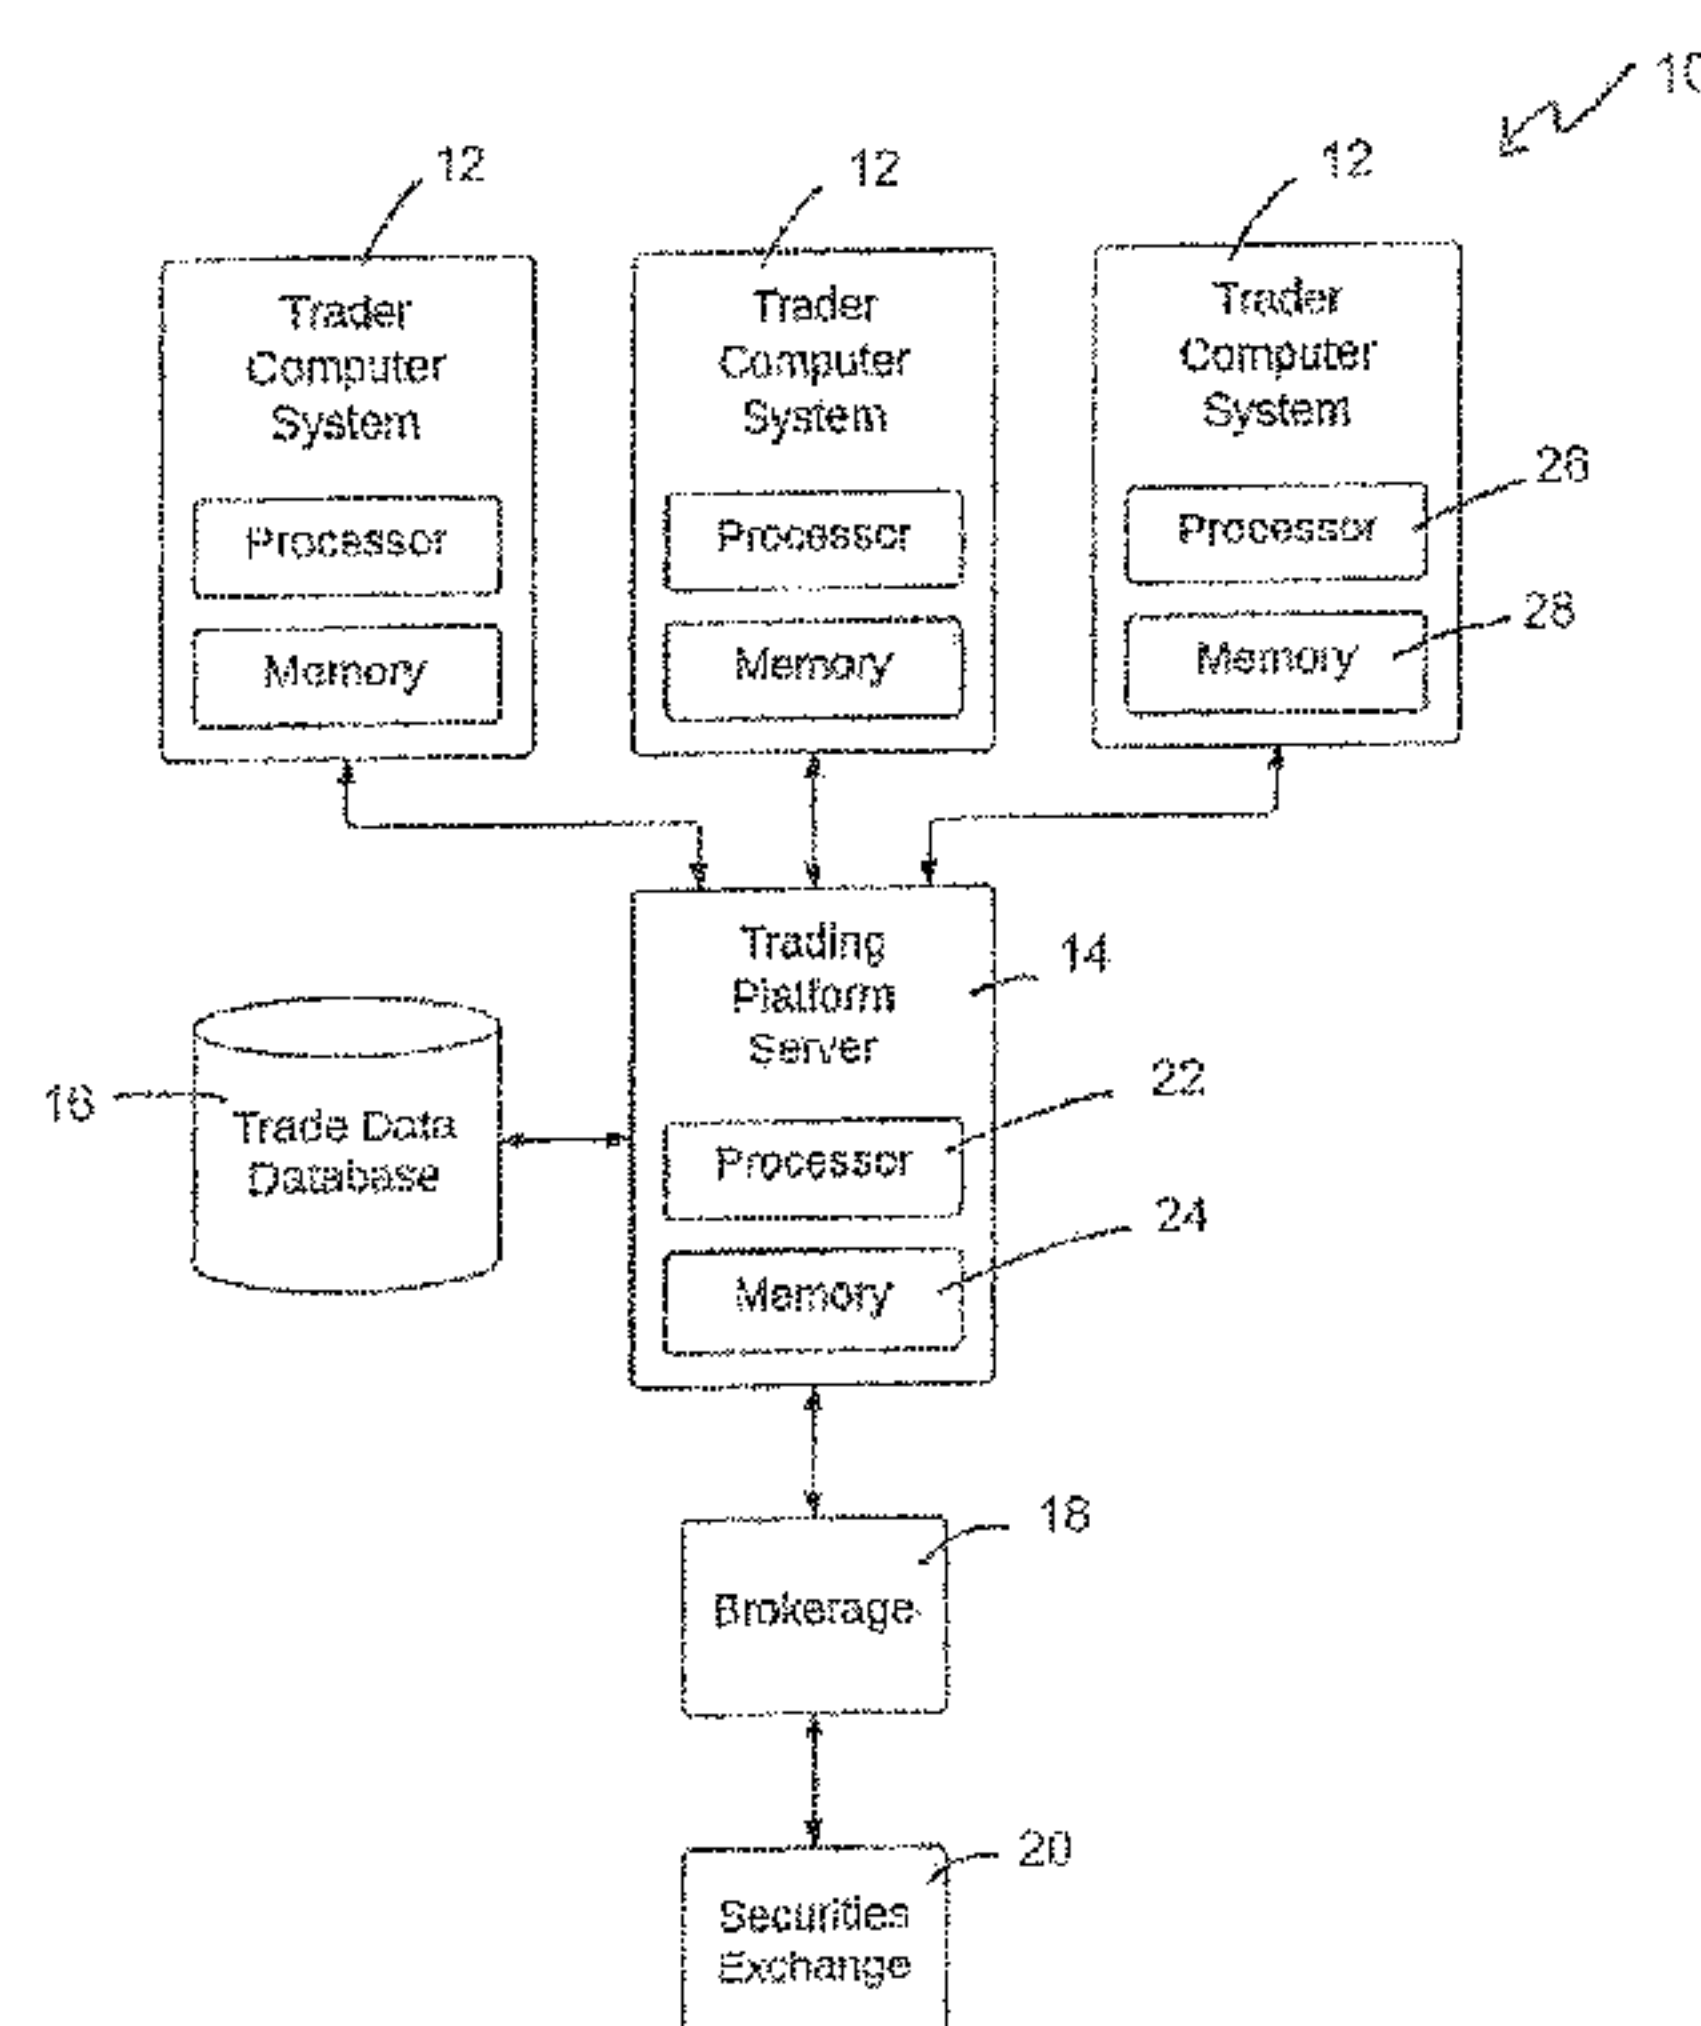 10
12
12
12
Trader
Computer
System
Trader
Computer
System
Trader
Computer
System
Processor
Processor
Processor
26
Memory
Memory
Memory
28
Trading
Platform
Server
14
16
Trade Data
Database
Processor
22
Memory
24
Brokerage
18
Securities
Exchange
20